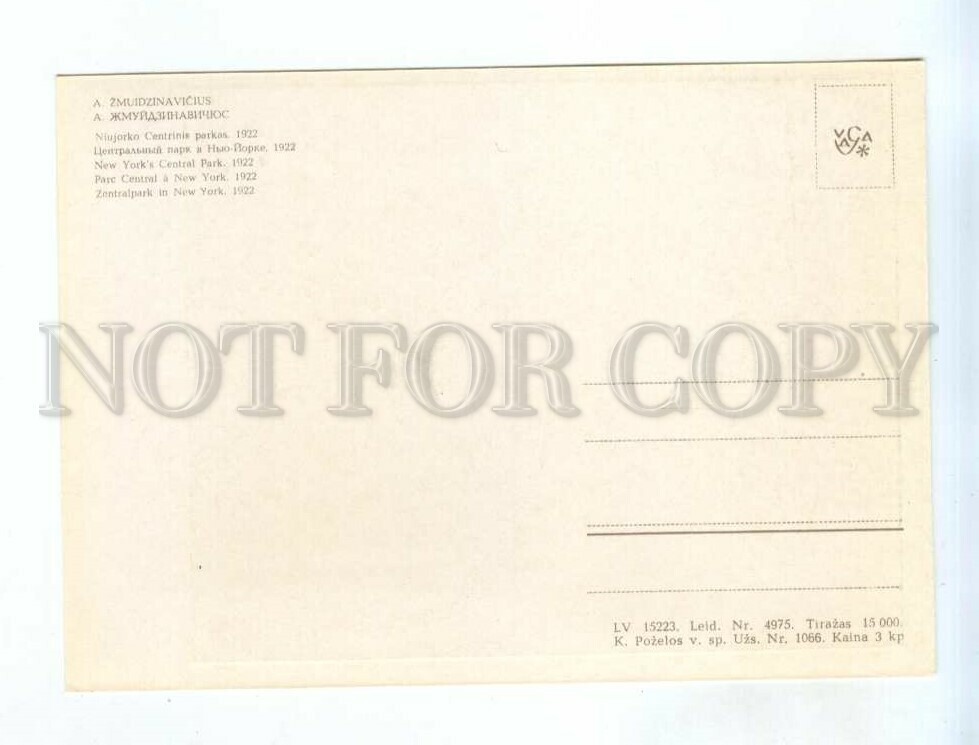 A. ŽMUIDZINAVIČIUS
А. ЖМУЙДЗИНАВИЧЮС
Niujorko Centrinis parkas. 1922
Центральный парк в Нью-Йорке. 1922
New York's Central Park. 1922
Parc Central à New York. 1922
Zentralpark in New York. 1922
NOT FOR COPY
LV 15223. Leid. Nr. 4975. Tiražas 15 000.
K. Poželos v. sp. Užs. Nr. 1066. Kaina 3 kp